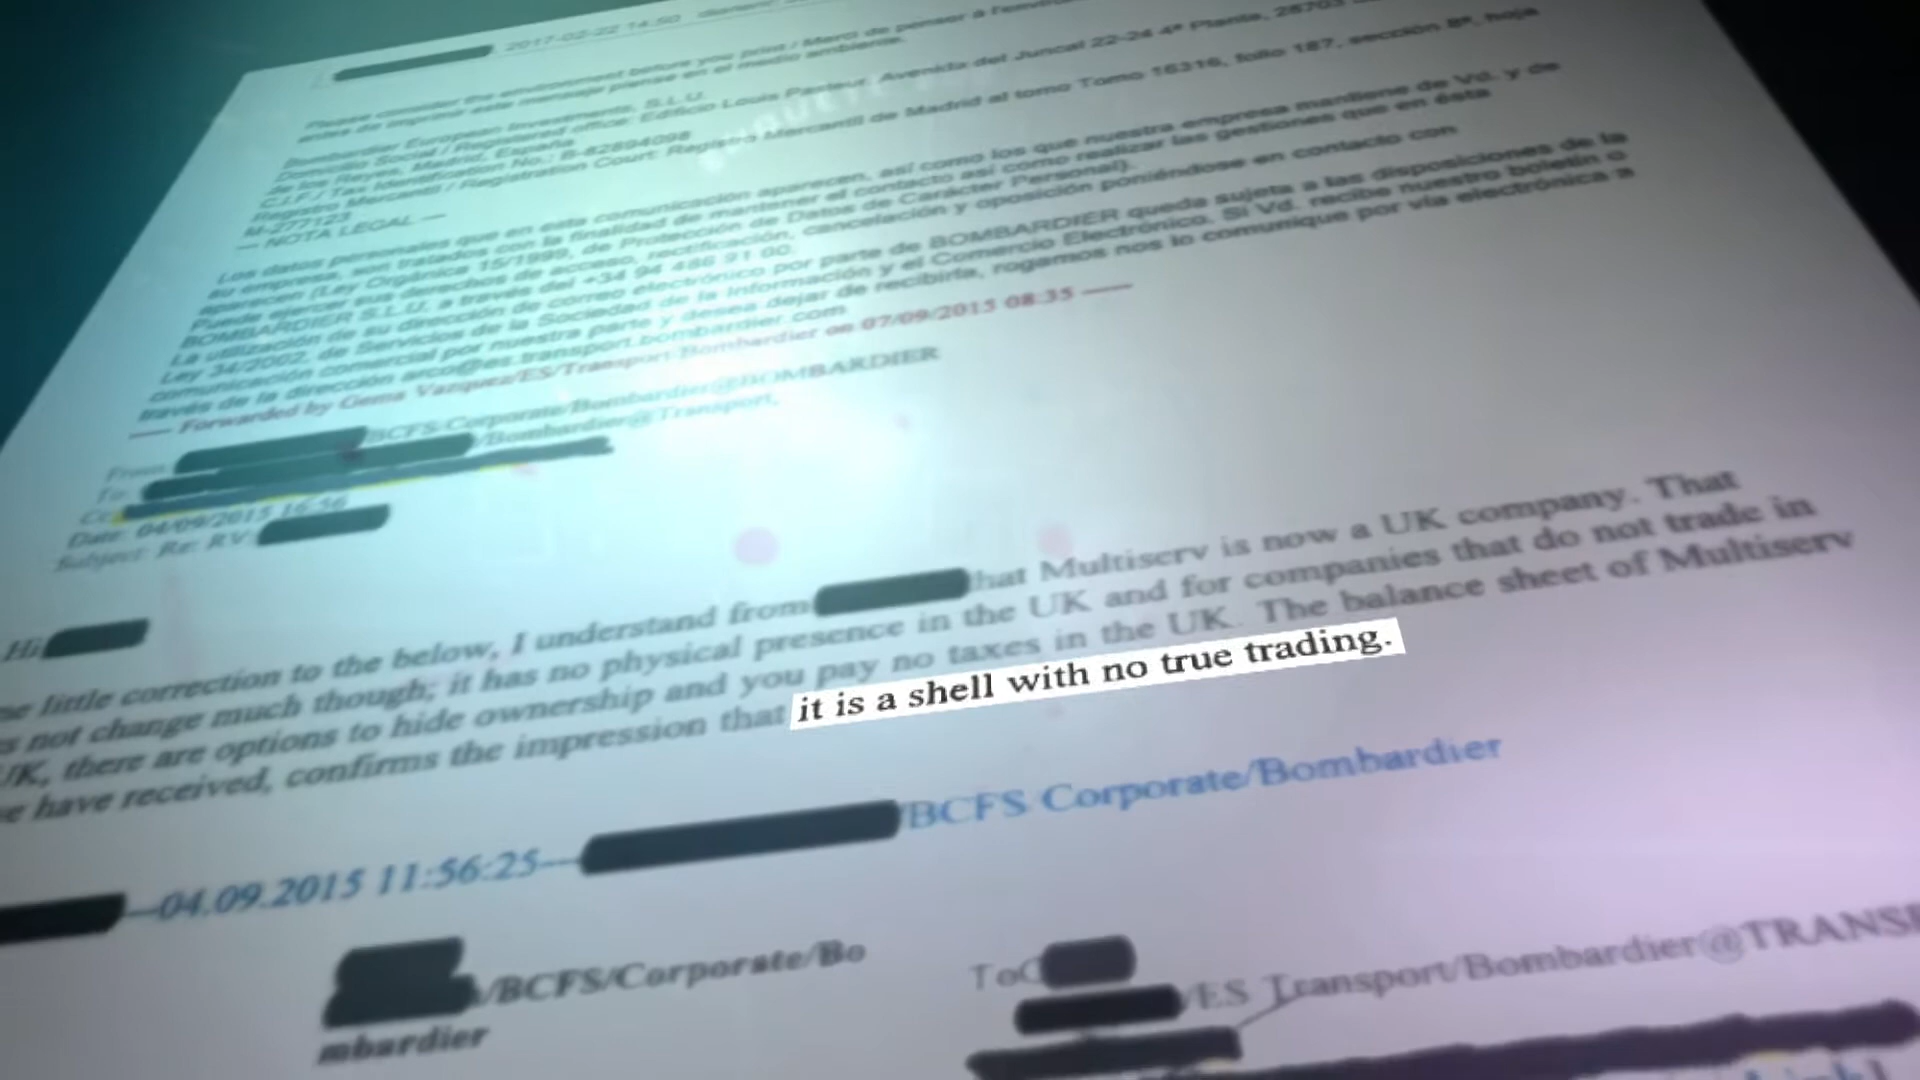 2017-02-22 14:50
Please consider the environment before you print / Merci de penser à l'environ
antes de imprimir este mensaje piense en el medio ambiente.
Bombardier European Investments, S.L.U.
Domicilio Social / Registered office: Edificio Louis Pasteur, Avenida del Juncal 22-24 4ª Planta, 28703
de los Reyes, Madrid, España
C.I.F./ Tax Identification No.: B-82894098
Registro Mercantil / Registration Court: Registro Mercantil de Madrid al tomo Tomo 16316, folio 187, sección 8ª, hoja
M-277123
— NOTA LEGAL —
Los datos personales que en esta comunicación aparecen, así como los que nuestra empresa mantiene de Vd. y de
su empresa, son tratados con la finalidad de mantener el contacto así como realizar las gestiones que en ésta
aparecen (Ley Orgánica 15/1999, de Protección de Datos de Carácter Personal).
Puede ejercer sus derechos de acceso, rectificación, cancelación y oposición poniéndose en contacto con
BOMBARDIER S.L.U. a través del +34 94 486 91 00.
La utilización de su dirección de correo electrónico por parte de BOMBARDIER queda sujeta a las disposiciones de la
Ley 34/2002, de Servicios de la Sociedad de la Información y el Comercio Electrónico. Si Vd. recibe nuestro boletín o
comunicación comercial por nuestra parte y desea dejar de recibirla, rogamos nos lo comunique por vía electrónica a
través de la dirección arco@es.transport.bombardier.com
—— Forwarded by Gema Vazquez/ES/Transport/Bombardier on 07/09/2015 08:35 ——
From: /BCFS/Corporate/Bombardier@BOMBARDIER
To: /Bombardier@Transport,
Cc:
Date: 04/09/2015 16:56
Subject: Re: RV:
Hi
ne little correction to the below, I understand from hat Multiserv is now a UK company. That
s not change much though; it has no physical presence in the UK and for companies that do not trade in
UK, there are options to hide ownership and you pay no taxes in the UK. The balance sheet of Multiserv
e have received, confirms the impression that it is a shell with no true trading.
—04.09.2015 11:56:25— /BCFS Corporate/Bombardier
/BCFS/Corporate/Bo
mbardier
To
/ES Transport/Bombardier@TRANSP